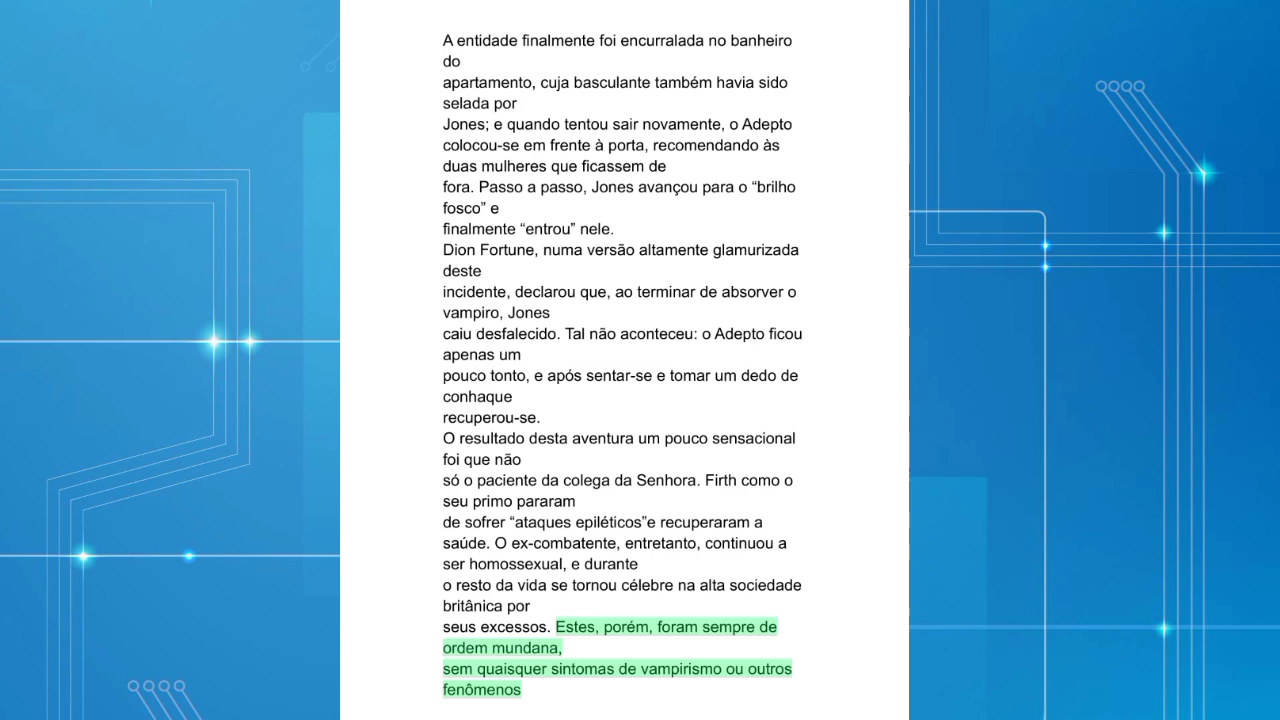 A entidade finalmente foi encurralada no banheiro
do
apartamento, cuja basculante também havia sido
selada por
Jones; e quando tentou sair novamente, o Adepto
colocou-se em frente à porta, recomendando às
duas mulheres que ficassem de
fora. Passo a passo, Jones avançou para o “brilho
fosco” e
finalmente “entrou” nele.
Dion Fortune, numa versão altamente glamurizada
deste
incidente, declarou que, ao terminar de absorver o
vampiro, Jones
caiu desfalecido. Tal não aconteceu: o Adepto ficou
apenas um
pouco tonto, e após sentar-se e tomar um dedo de
conhaque
recuperou-se.
O resultado desta aventura um pouco sensacional
foi que não
só o paciente da colega da Senhora. Firth como o
seu primo pararam
de sofrer “ataques epiléticos”e recuperaram a
saúde. O ex-combatente, entretanto, continuou a
ser homossexual, e durante
o resto da vida se tornou célebre na alta sociedade
britânica por
seus excessos. Estes, porém, foram sempre de
ordem mundana,
sem quaisquer sintomas de vampirismo ou outros
fenômenos